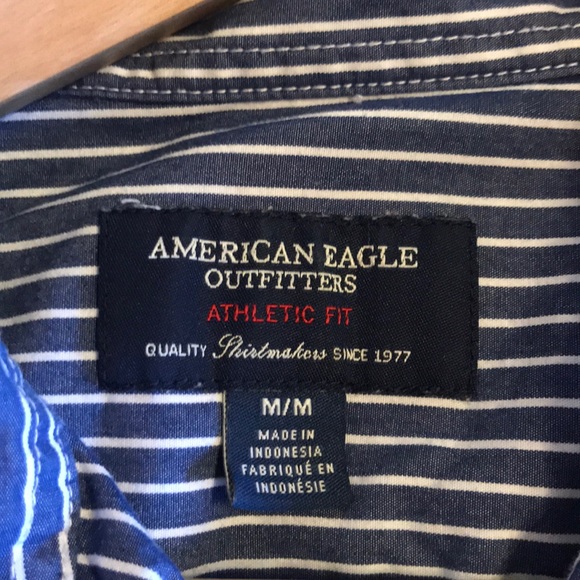 AMERICAN EAGLE
OUTFITTERS
ATHLETIC FIT
QUALITY Shirtmakers SINCE 1977
M/M
MADE IN
INDONESIA
FABRIQUÉ EN
INDONÉSIE